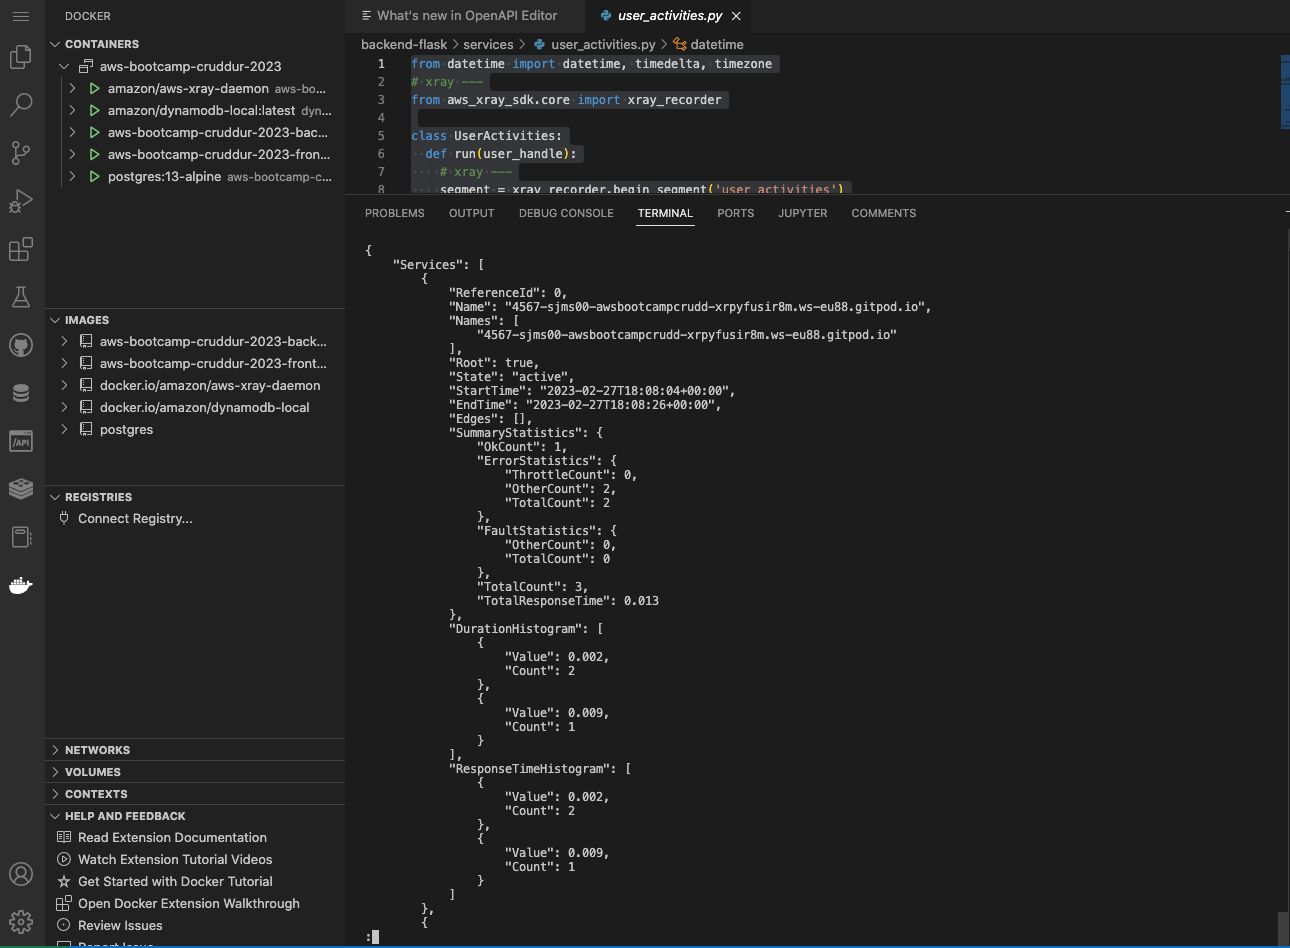 DOCKER
CONTAINERS
aws-bootcamp-cruddur-2023
amazon/aws-xray-daemon aws-bo...
amazon/dynamodb-local:latest dyn...
aws-bootcamp-cruddur-2023-bac...
aws-bootcamp-cruddur-2023-fron...
postgres:13-alpine aws-bootcamp-c...
IMAGES
aws-bootcamp-cruddur-2023-back...
aws-bootcamp-cruddur-2023-front...
docker.io/amazon/aws-xray-daemon
docker.io/amazon/dynamodb-local
postgres
REGISTRIES
Connect Registry...
NETWORKS
VOLUMES
CONTEXTS
HELP AND FEEDBACK
Read Extension Documentation
Watch Extension Tutorial Videos
Get Started with Docker Tutorial
Open Docker Extension Walkthrough
Review Issues
Report Issue
/API
What's new in OpenAPI Editor
user_activities.py
backend-flask > services > user_activities.py > datetime
1 from datetime import datetime, timedelta, timezone
2 # xray ---
3 from aws_xray_sdk.core import xray_recorder
4
5 class UserActivities:
6 def run(user_handle):
7 # xray ---
8 segment = xray_recorder.begin_segment('user_activities')
PROBLEMS OUTPUT DEBUG CONSOLE TERMINAL PORTS JUPYTER COMMENTS
{
"Services": [
{
"ReferenceId": 0,
"Name": "4567-sjms00-awsbootcampcrudd-xrpyfusir8m.ws-eu88.gitpod.io",
"Names": [
"4567-sjms00-awsbootcampcrudd-xrpyfusir8m.ws-eu88.gitpod.io"
],
"Root": true,
"State": "active",
"StartTime": "2023-02-27T18:08:04+00:00",
"EndTime": "2023-02-27T18:08:26+00:00",
"Edges": [],
"SummaryStatistics": {
"OkCount": 1,
"ErrorStatistics": {
"ThrottleCount": 0,
"OtherCount": 2,
"TotalCount": 2
},
"FaultStatistics": {
"OtherCount": 0,
"TotalCount": 0
},
"TotalCount": 3,
"TotalResponseTime": 0.013
},
"DurationHistogram": [
{
"Value": 0.002,
"Count": 2
},
{
"Value": 0.009,
"Count": 1
}
],
"ResponseTimeHistogram": [
{
"Value": 0.002,
"Count": 2
},
{
"Value": 0.009,
"Count": 1
}
]
},
{
: